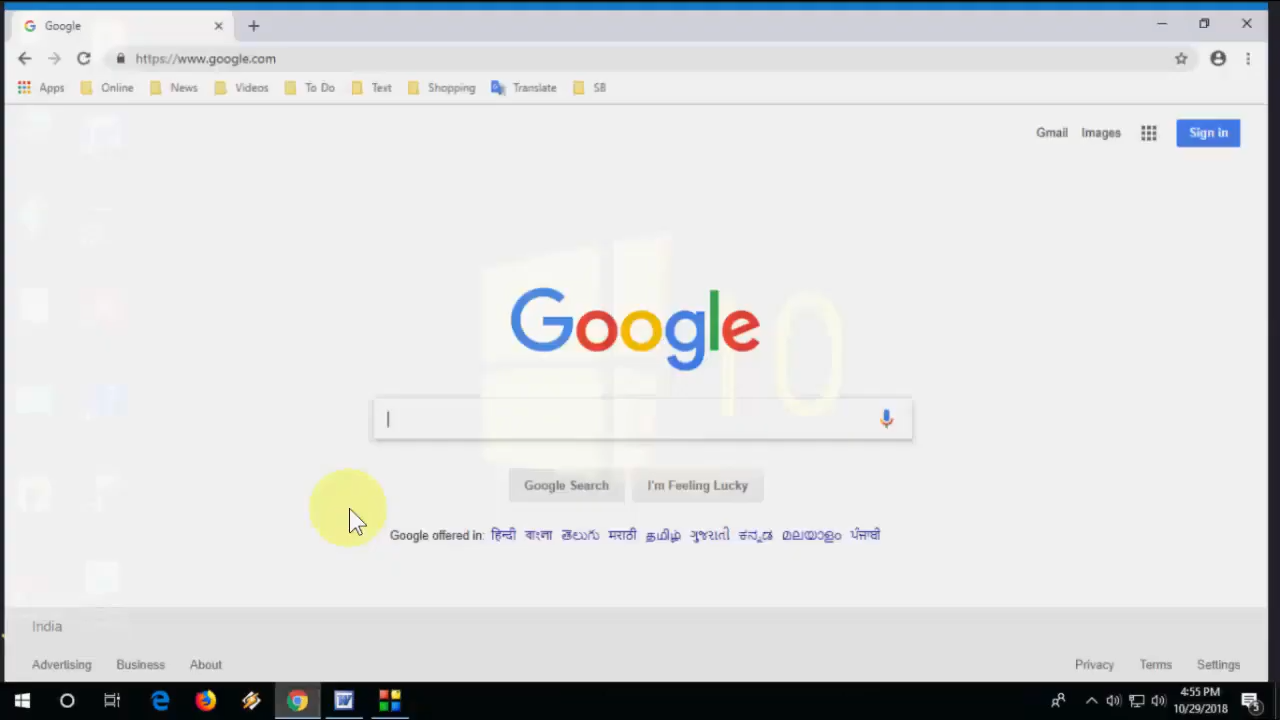 Google
https://www.google.com
Apps Online News Videos To Do Text Shopping Translate SB
Gmail Images Sign in
10
Google
Google Search I'm Feeling Lucky
Google offered in: हिन्दी বাংলা తెలుగు मराठी தமிழ் ગુજરાતી ಕನ್ನಡ മലയാളം ਪੰਜਾਬੀ
India
Advertising Business About Privacy Terms Settings
4:55 PM
10/29/2018